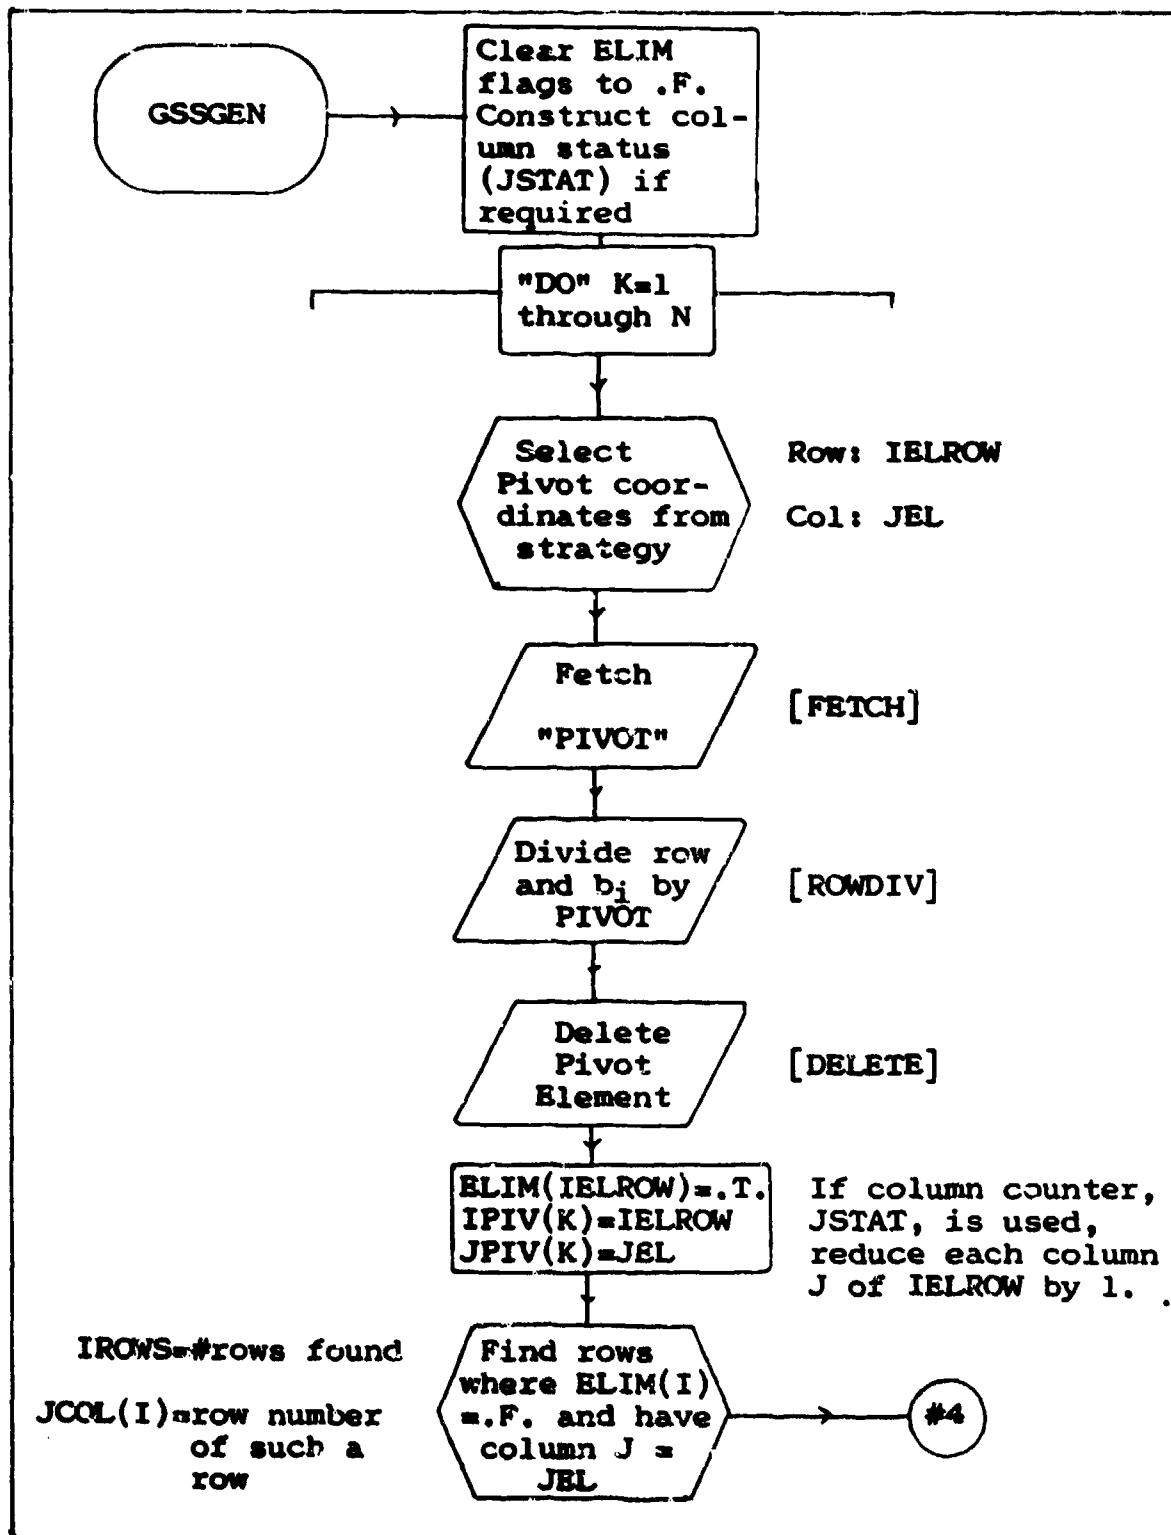 GSSGEN
Clear ELIM
flags to .F.
Construct col-
umn status
(JSTAT) if
required
"DO" K=1
through N
Select
Pivot coor-
dinates from
strategy
Row: IELROW
Col: JEL
Fetch
"PIVOT"
[FETCH]
Divide row
and bi by
PIVOT
[ROWDIV]
Delete
Pivot
Element
[DELETE]
ELIM(IELROW)=.T.
IPIV(K)=IELROW
JPIV(K)=JEL
If column counter,
JSTAT, is used,
reduce each column
J of IELROW by 1.
IROWS=#rows found
JCOL(I)=row number
of such a
row
Find rows
where ELIM(I)
=.F. and have
column J =
JEL
#4